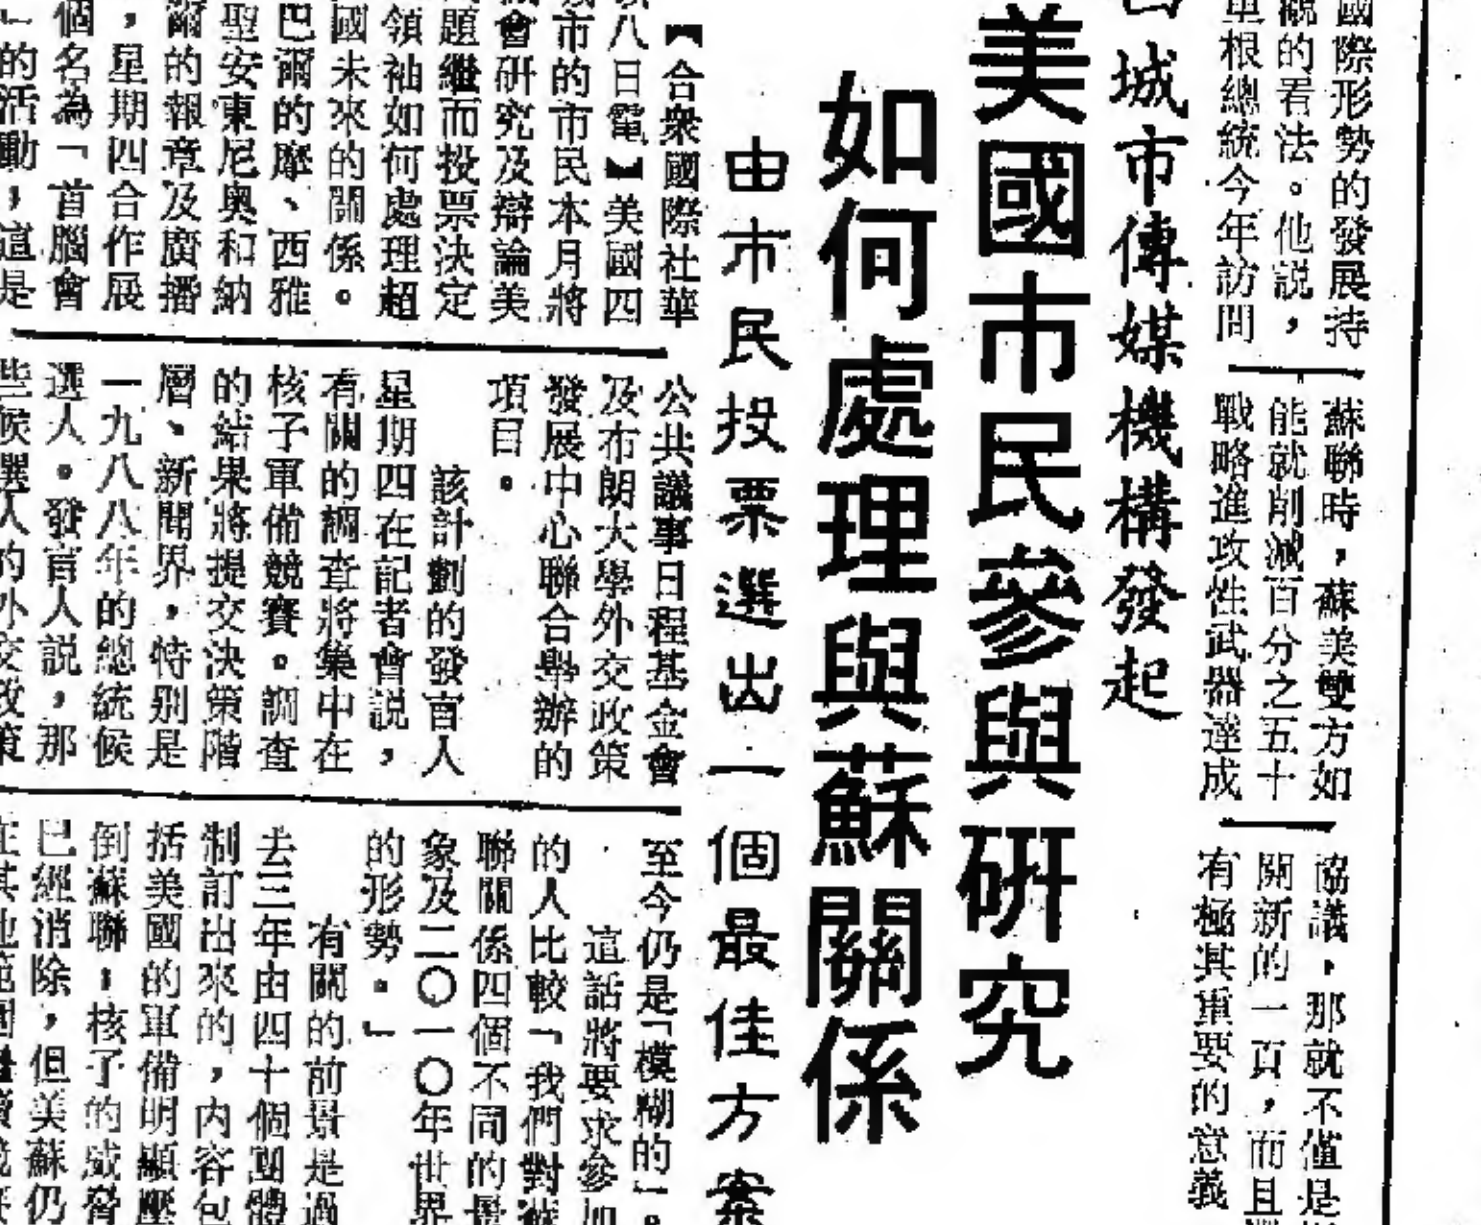 國際形勢的發展持
觀的看法。他説，
重根總統今年訪問
蘇聯時，蘇美雙方如
能就削減百分之五十
戰略進攻性武器達成
協議，那就不僅是
開新的一頁，而且
有極其重要的意義
城市傳媒機構發起
美國市民參與研究
如何處理與蘇關係
由市民投票選出一個最佳方案
【合衆國際社華
八日電】美國四
市的市民本月將
會研究及辯論美
題繼而投票決定
領袖如何處理超
國未來的關係。
巴爾的摩、西雅
聖安東尼奧和納
爾的報章及廣播
，星期四合作展
個名為「首腦會
」的活動，這是
公共議事日程基金會
及布朗大學外交政策
發展中心聯合舉辦的
項目。
該計劃的發言人
星期四在記者會説，
有關的調查將集中在
核子軍備競賽。調查
的結果將提交決策階
層、新聞界，特別是
一九八八年的總統候
選人。發言人説，那
些候選人的外交政策
至今仍是「模糊的」。
這話將要求參加
的人比較「我們對蘇
聯關係四個不同的景
象及二〇一〇年世界
的形勢。」
有關的前景是過
去三年由四十個團體
制訂出來的，內容包
括美國的軍備明顯壓
倒蘇聯；核子的威脅
已經消除，但美蘇仍
在其他範圍